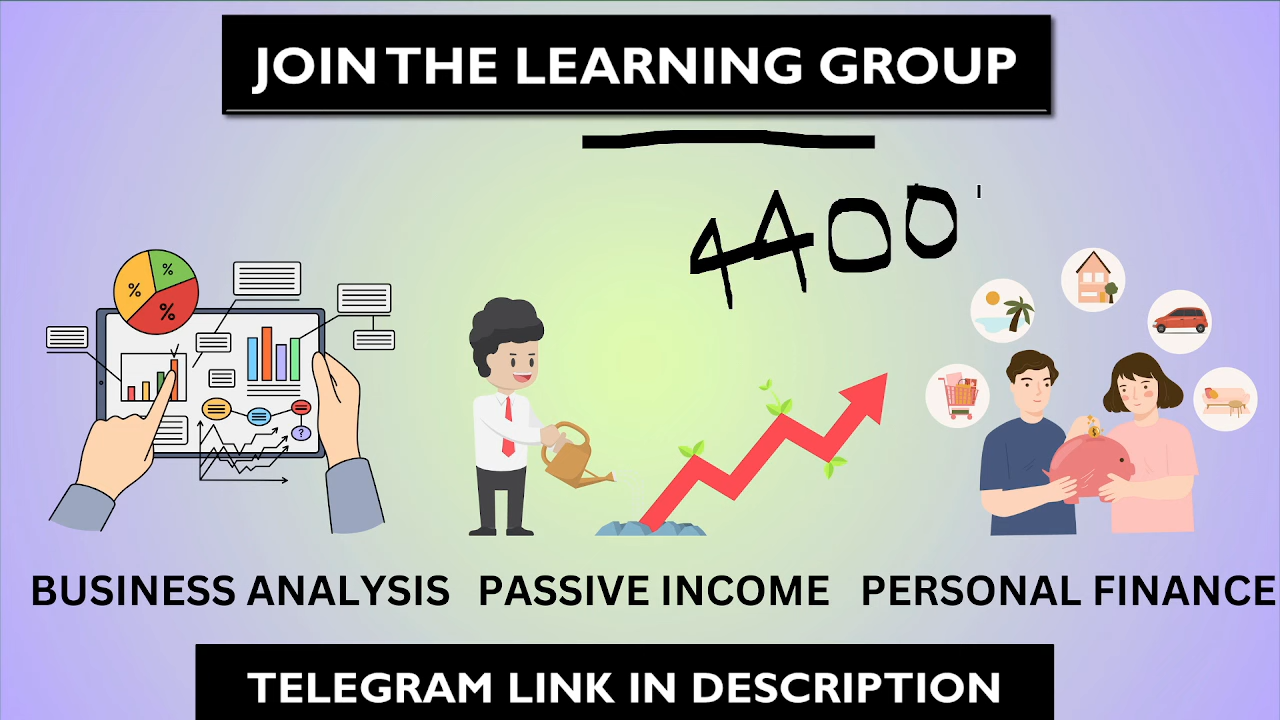 JOIN THE LEARNING GROUP
4400
%
%
%
?
$
BUSINESS ANALYSIS PASSIVE INCOME PERSONAL FINANCE
TELEGRAM LINK IN DESCRIPTION